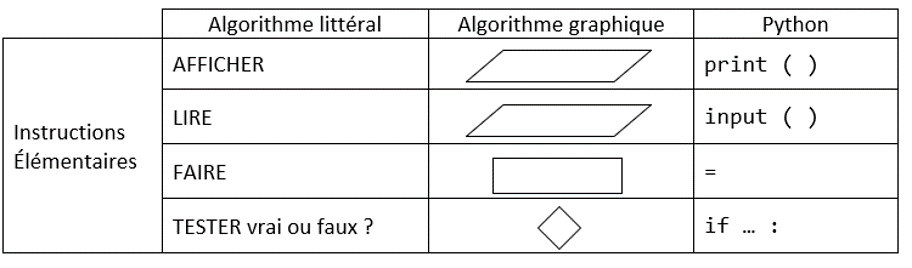 Algorithme littéral Algorithme graphique Python
AFFICHER print ( )
LIRE input ( )
Instructions
Élémentaires
FAIRE =
TESTER vrai ou faux ? if … :